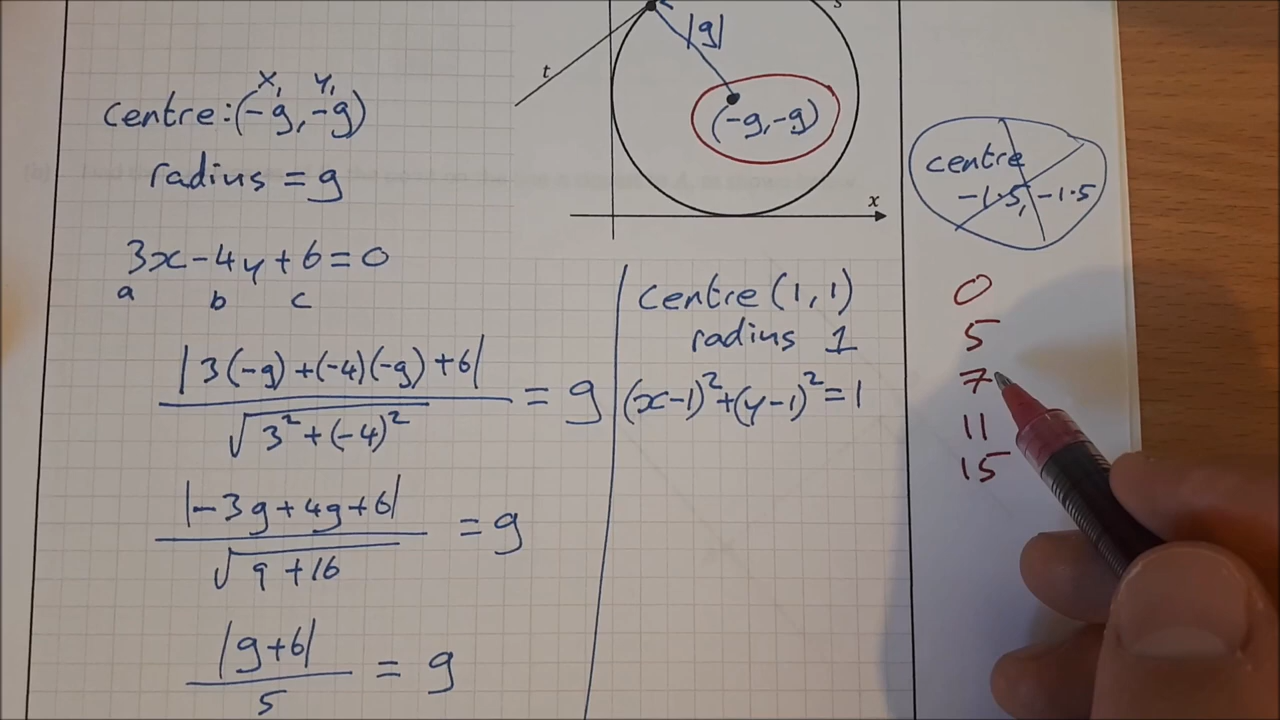 x₁ y₁
centre: (-g, -g)
radius = g
3x - 4y + 6 = 0
a b c
|3(-g) + (-4)(-g) + 6| / √3² + (-4)² = g
|-3g + 4g + 6| / √9 + 16 = g
|g + 6| / 5 = g
s
t
|g|
(-g, -g)
x
centre (1, 1)
radius 1
(x-1)² + (y-1)² = 1
centre
-1.5, -1.5
0
5
7
11
15